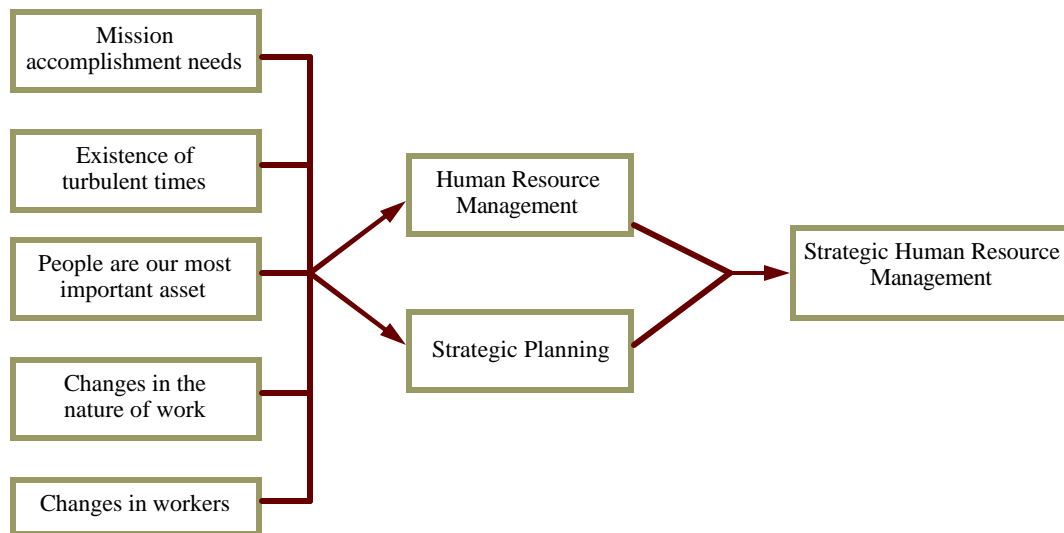 Mission
accomplishment needs
Existence of
turbulent times
People are our most
important asset
Changes in the
nature of work
Changes in workers
Human Resource
Management
Strategic Planning
Strategic Human Resource
Management